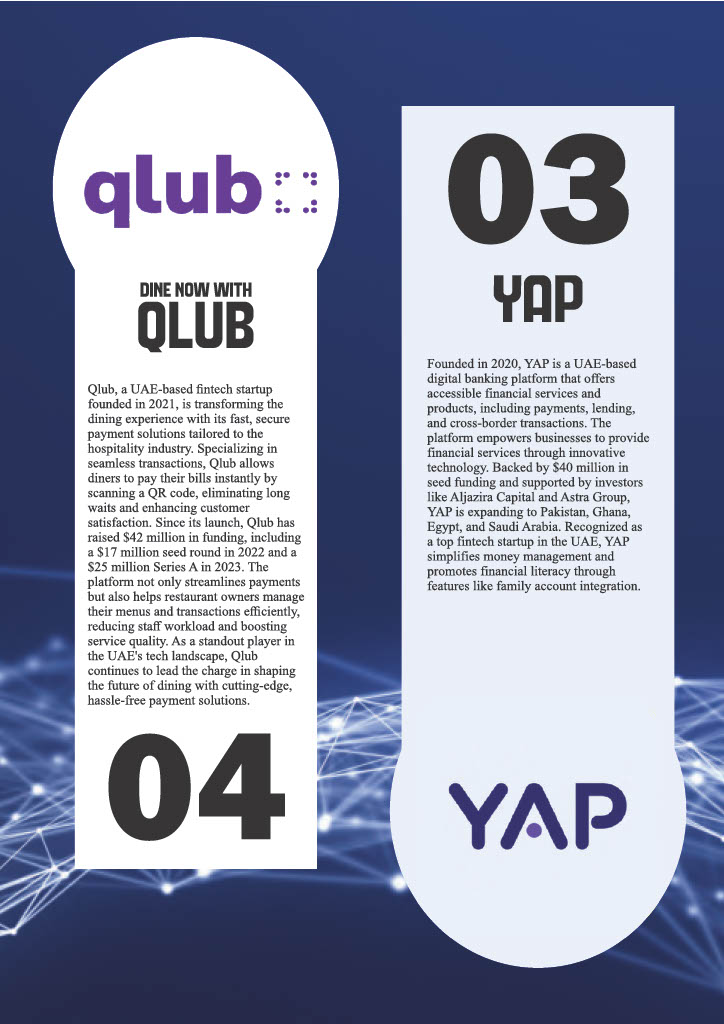 qlub
DINE NOW WITH
QLUB
Qlub, a UAE-based fintech startup
founded in 2021, is transforming the
dining experience with its fast, secure
payment solutions tailored to the
hospitality industry. Specializing in
seamless transactions, Qlub allows
diners to pay their bills instantly by
scanning a QR code, eliminating long
waits and enhancing customer
satisfaction. Since its launch, Qlub has
raised $42 million in funding, including
a $17 million seed round in 2022 and a
$25 million Series A in 2023. The
platform not only streamlines payments
but also helps restaurant owners manage
their menus and transactions efficiently,
reducing staff workload and boosting
service quality. As a standout player in
the UAE's tech landscape, Qlub
continues to lead the charge in shaping
the future of dining with cutting-edge,
hassle-free payment solutions.
04
03
YAP
Founded in 2020, YAP is a UAE-based
digital banking platform that offers
accessible financial services and
products, including payments, lending,
and cross-border transactions. The
platform empowers businesses to provide
financial services through innovative
technology. Backed by $40 million in
seed funding and supported by investors
like Aljazira Capital and Astra Group,
YAP is expanding to Pakistan, Ghana,
Egypt, and Saudi Arabia. Recognized as
a top fintech startup in the UAE, YAP
simplifies money management and
promotes financial literacy through
features like family account integration.
YAP